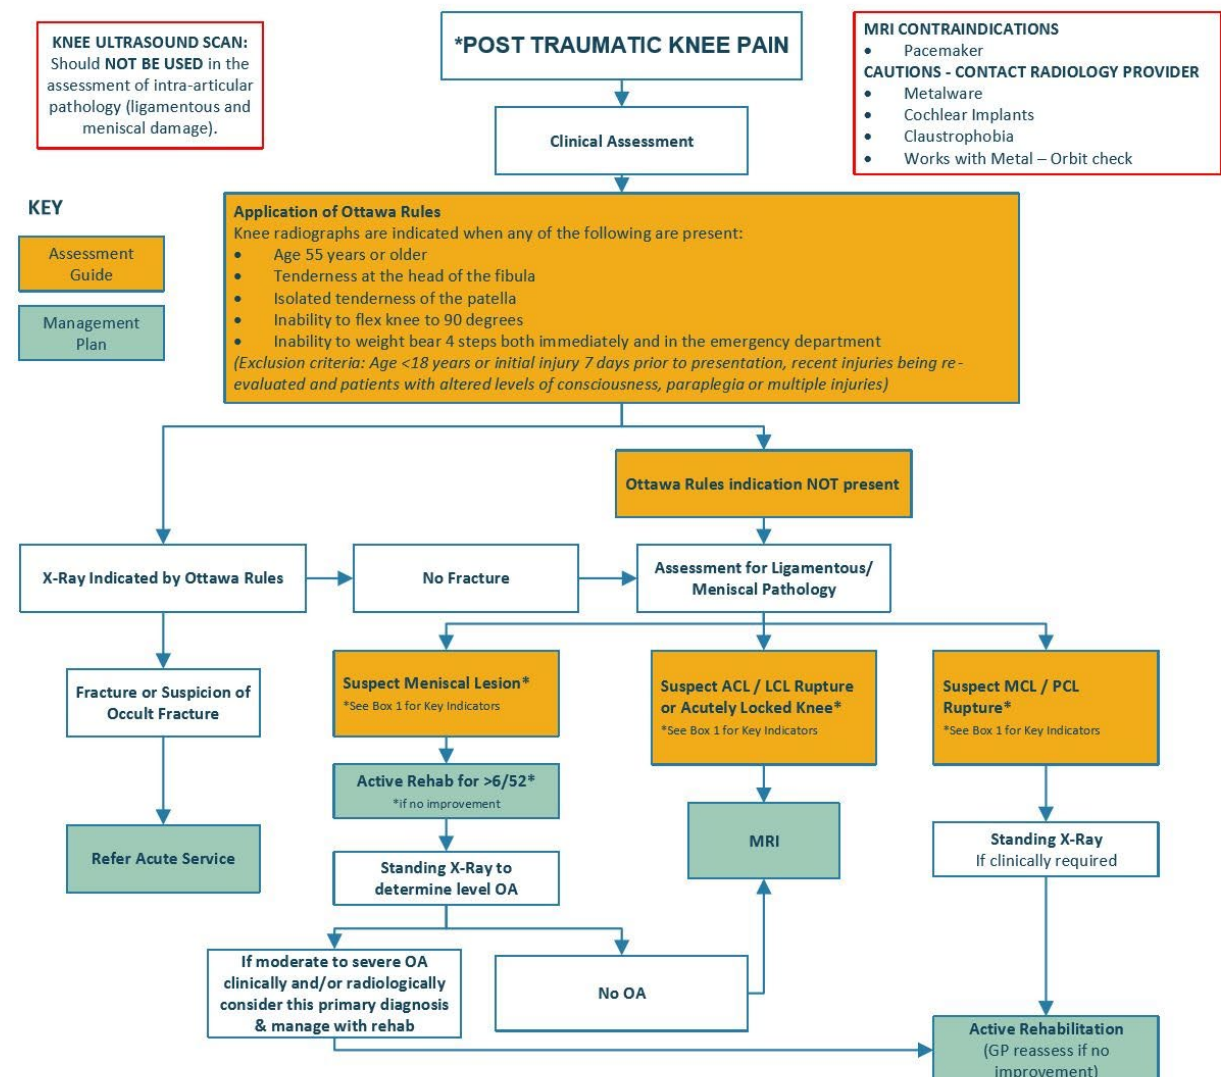 KNEE ULTRASOUND SCAN:
Should NOT BE USED in the
assessment of intra-articular
pathology (ligamentous and
meniscal damage).
*POST TRAUMATIC KNEE PAIN
MRI CONTRAINDICATIONS
• Pacemaker
CAUTIONS - CONTACT RADIOLOGY PROVIDER
• Metalware
• Cochlear Implants
• Claustrophobia
• Works with Metal – Orbit check
Clinical Assessment
KEY
Assessment
Guide
Management
Plan
Application of Ottawa Rules
Knee radiographs are indicated when any of the following are present:
• Age 55 years or older
• Tenderness at the head of the fibula
• Isolated tenderness of the patella
• Inability to flex knee to 90 degrees
• Inability to weight bear 4 steps both immediately and in the emergency department
(Exclusion criteria: Age <18 years or initial injury 7 days prior to presentation, recent injuries being re-
evaluated and patients with altered levels of consciousness, paraplegia or multiple injuries)
Ottawa Rules indication NOT present
X-Ray Indicated by Ottawa Rules
No Fracture
Assessment for Ligamentous/
Meniscal Pathology
Fracture or Suspicion of
Occult Fracture
Suspect Meniscal Lesion*
*See Box 1 for Key Indicators
Suspect ACL / LCL Rupture
or Acutely Locked Knee*
*See Box 1 for Key Indicators
Suspect MCL / PCL
Rupture*
*See Box 1 for Key Indicators
Active Rehab for >6/52*
*if no improvement
Refer Acute Service
MRI
Standing X-Ray
If clinically required
Standing X-Ray to
determine level OA
If moderate to severe OA
clinically and/or radiologically
consider this primary diagnosis
& manage with rehab
No OA
Active Rehabilitation
(GP reassess if no
improvement)